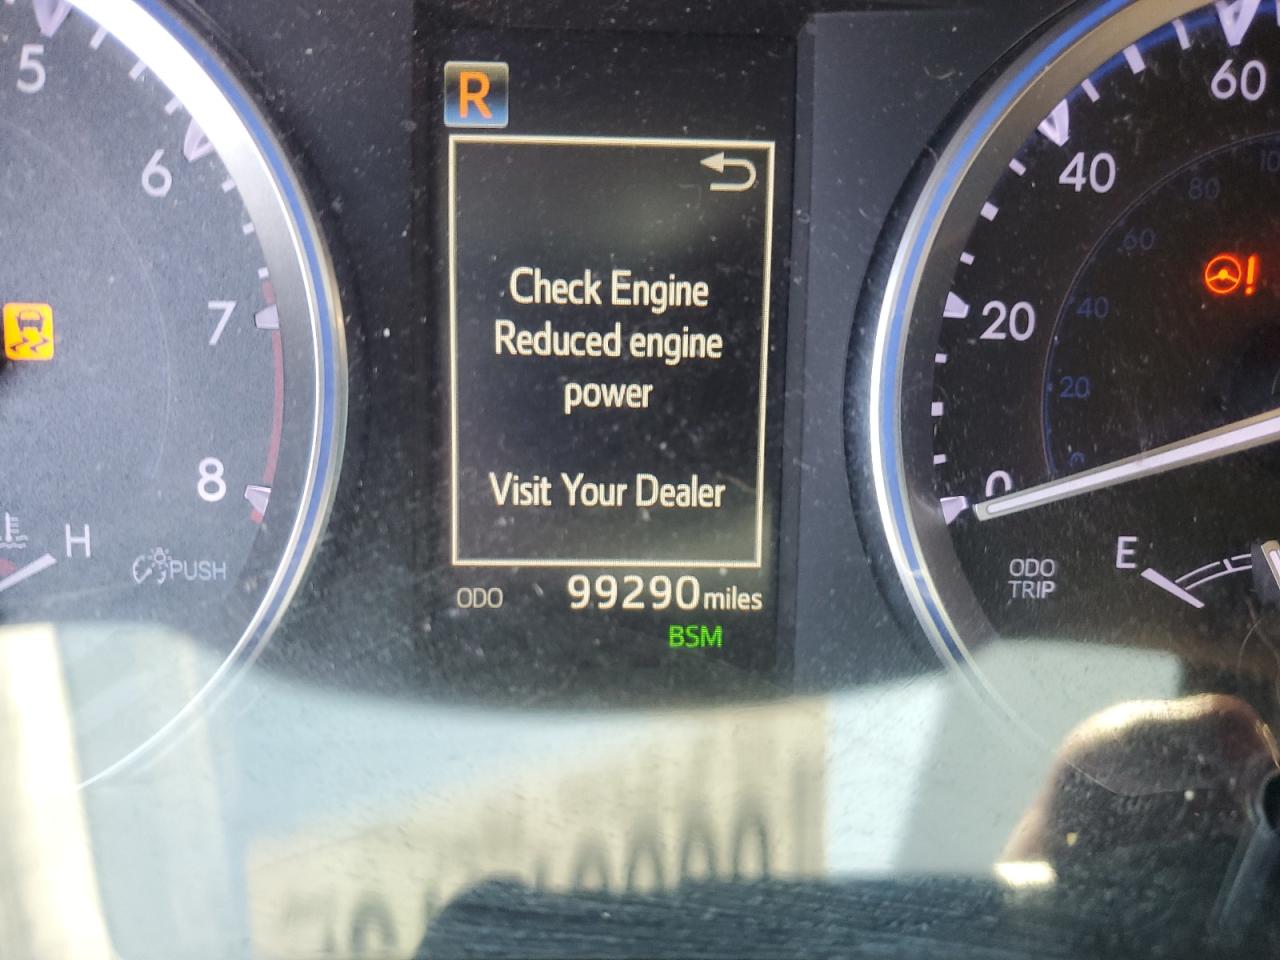 5
6
7
8
H
PUSH
R
Check Engine
Reduced engine
power
Visit Your Dealer
ODO
99290 miles
BSM
60
40
20
0
80
60
40
20
0
ODO
TRIP
E